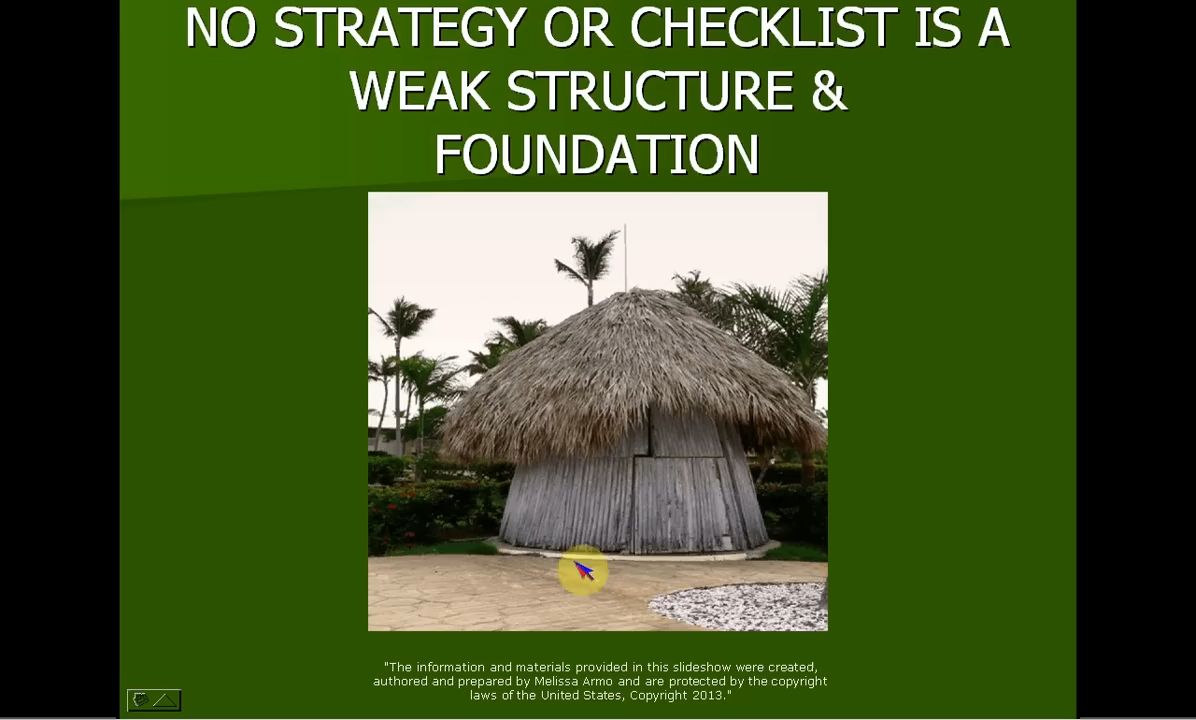 NO STRATEGY OR CHECKLIST IS A
WEAK STRUCTURE &
FOUNDATION
"The information and materials provided in this slideshow were created,
authored and prepared by Melissa Armo and are protected by the copyright
laws of the United States, Copyright 2013."